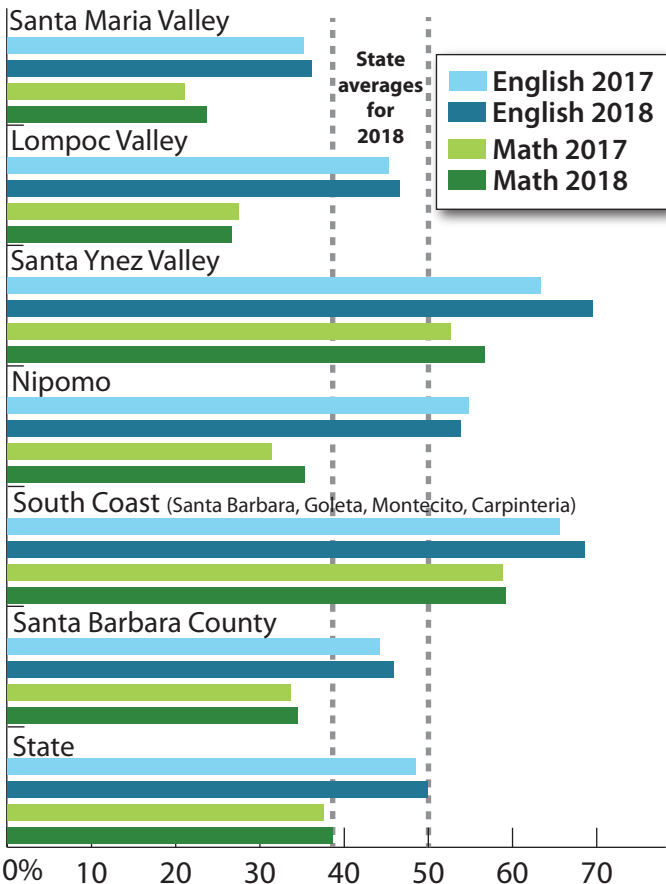 Santa Maria Valley
State
averages
for
2018
English 2017
English 2018
Math 2017
Math 2018
Lompoc Valley
Santa Ynez Valley
Nipomo
South Coast (Santa Barbara, Goleta, Montecito, Carpinteria)
Santa Barbara County
State
0% 10 20 30 40 50 60 70